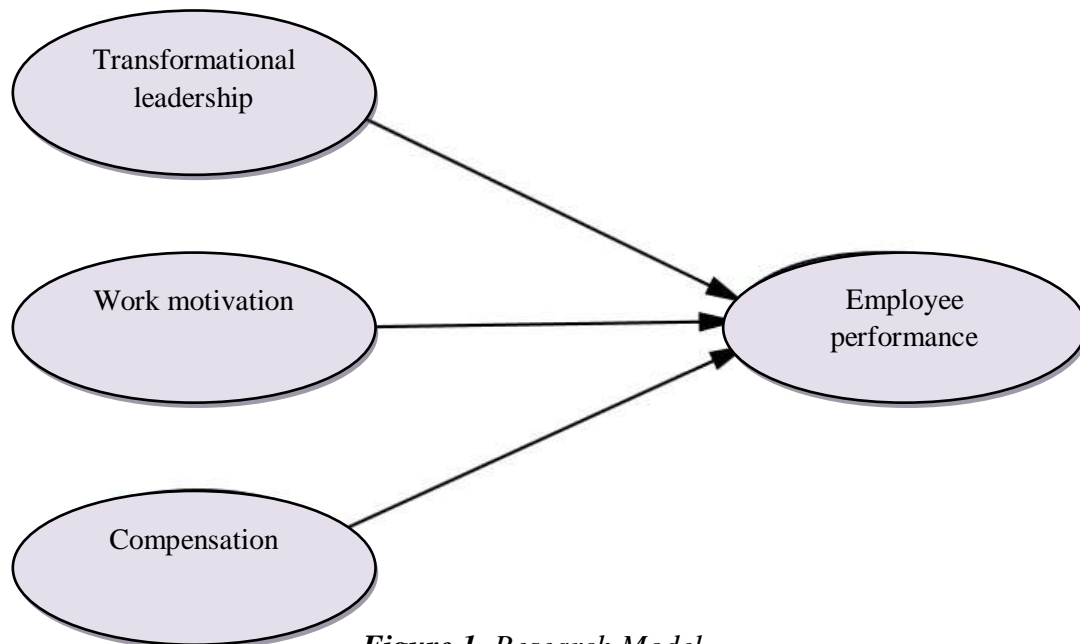 Transformational
leadership
Work motivation
Employee
performance
Compensation
Figure 1. Research Model